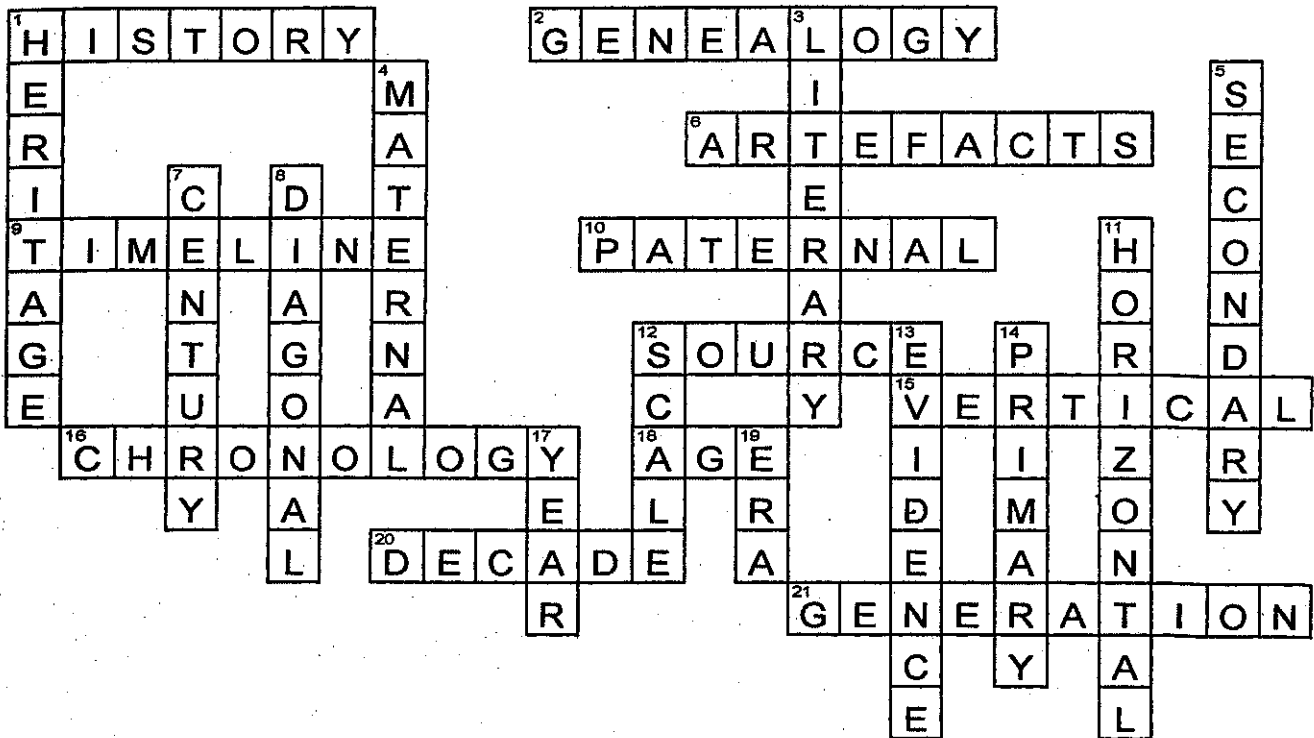 1 HISTORY
1 HERITAGE
2 GENEALOGY
3 LITERARY
4 MATERNAL
5 SECONDARY
6 ARTEFACTS
7 CENTURY
8 DIAGONAL
9 TIMELINE
10 PATERNAL
11 HORIZONTAL
12 SOURCE
12 SCALE
13 EVIDENCE
14 PRIMARY
15 VERTICAL
16 CHRONOLOGY
17 YEAR
18 AGE
19 ERA
20 DECADE
21 GENERATION